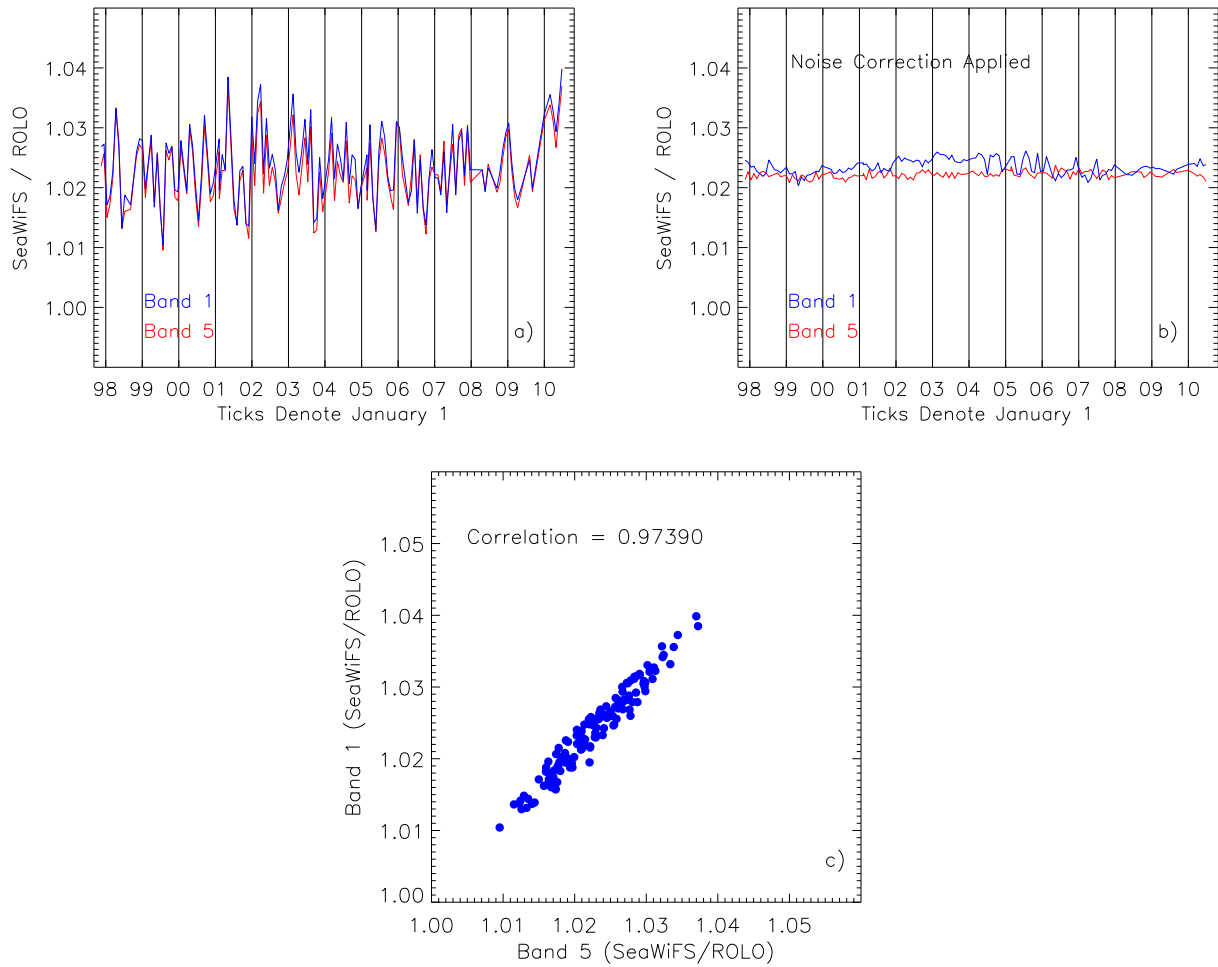 1.04
1.03
1.02
1.01
1.00
SeaWiFS / ROLO
Band 1
Band 5
a)
98 99 00 01 02 03 04 05 06 07 08 09 10
Ticks Denote January 1
Noise Correction Applied
1.04
1.03
1.02
1.01
1.00
SeaWiFS / ROLO
Band 1
Band 5
b)
98 99 00 01 02 03 04 05 06 07 08 09 10
Ticks Denote January 1
Correlation = 0.97390
1.05
1.04
1.03
1.02
1.01
1.00
Band 1 (SeaWiFS/ROLO)
c)
1.00 1.01 1.02 1.03 1.04 1.05
Band 5 (SeaWiFS/ROLO)